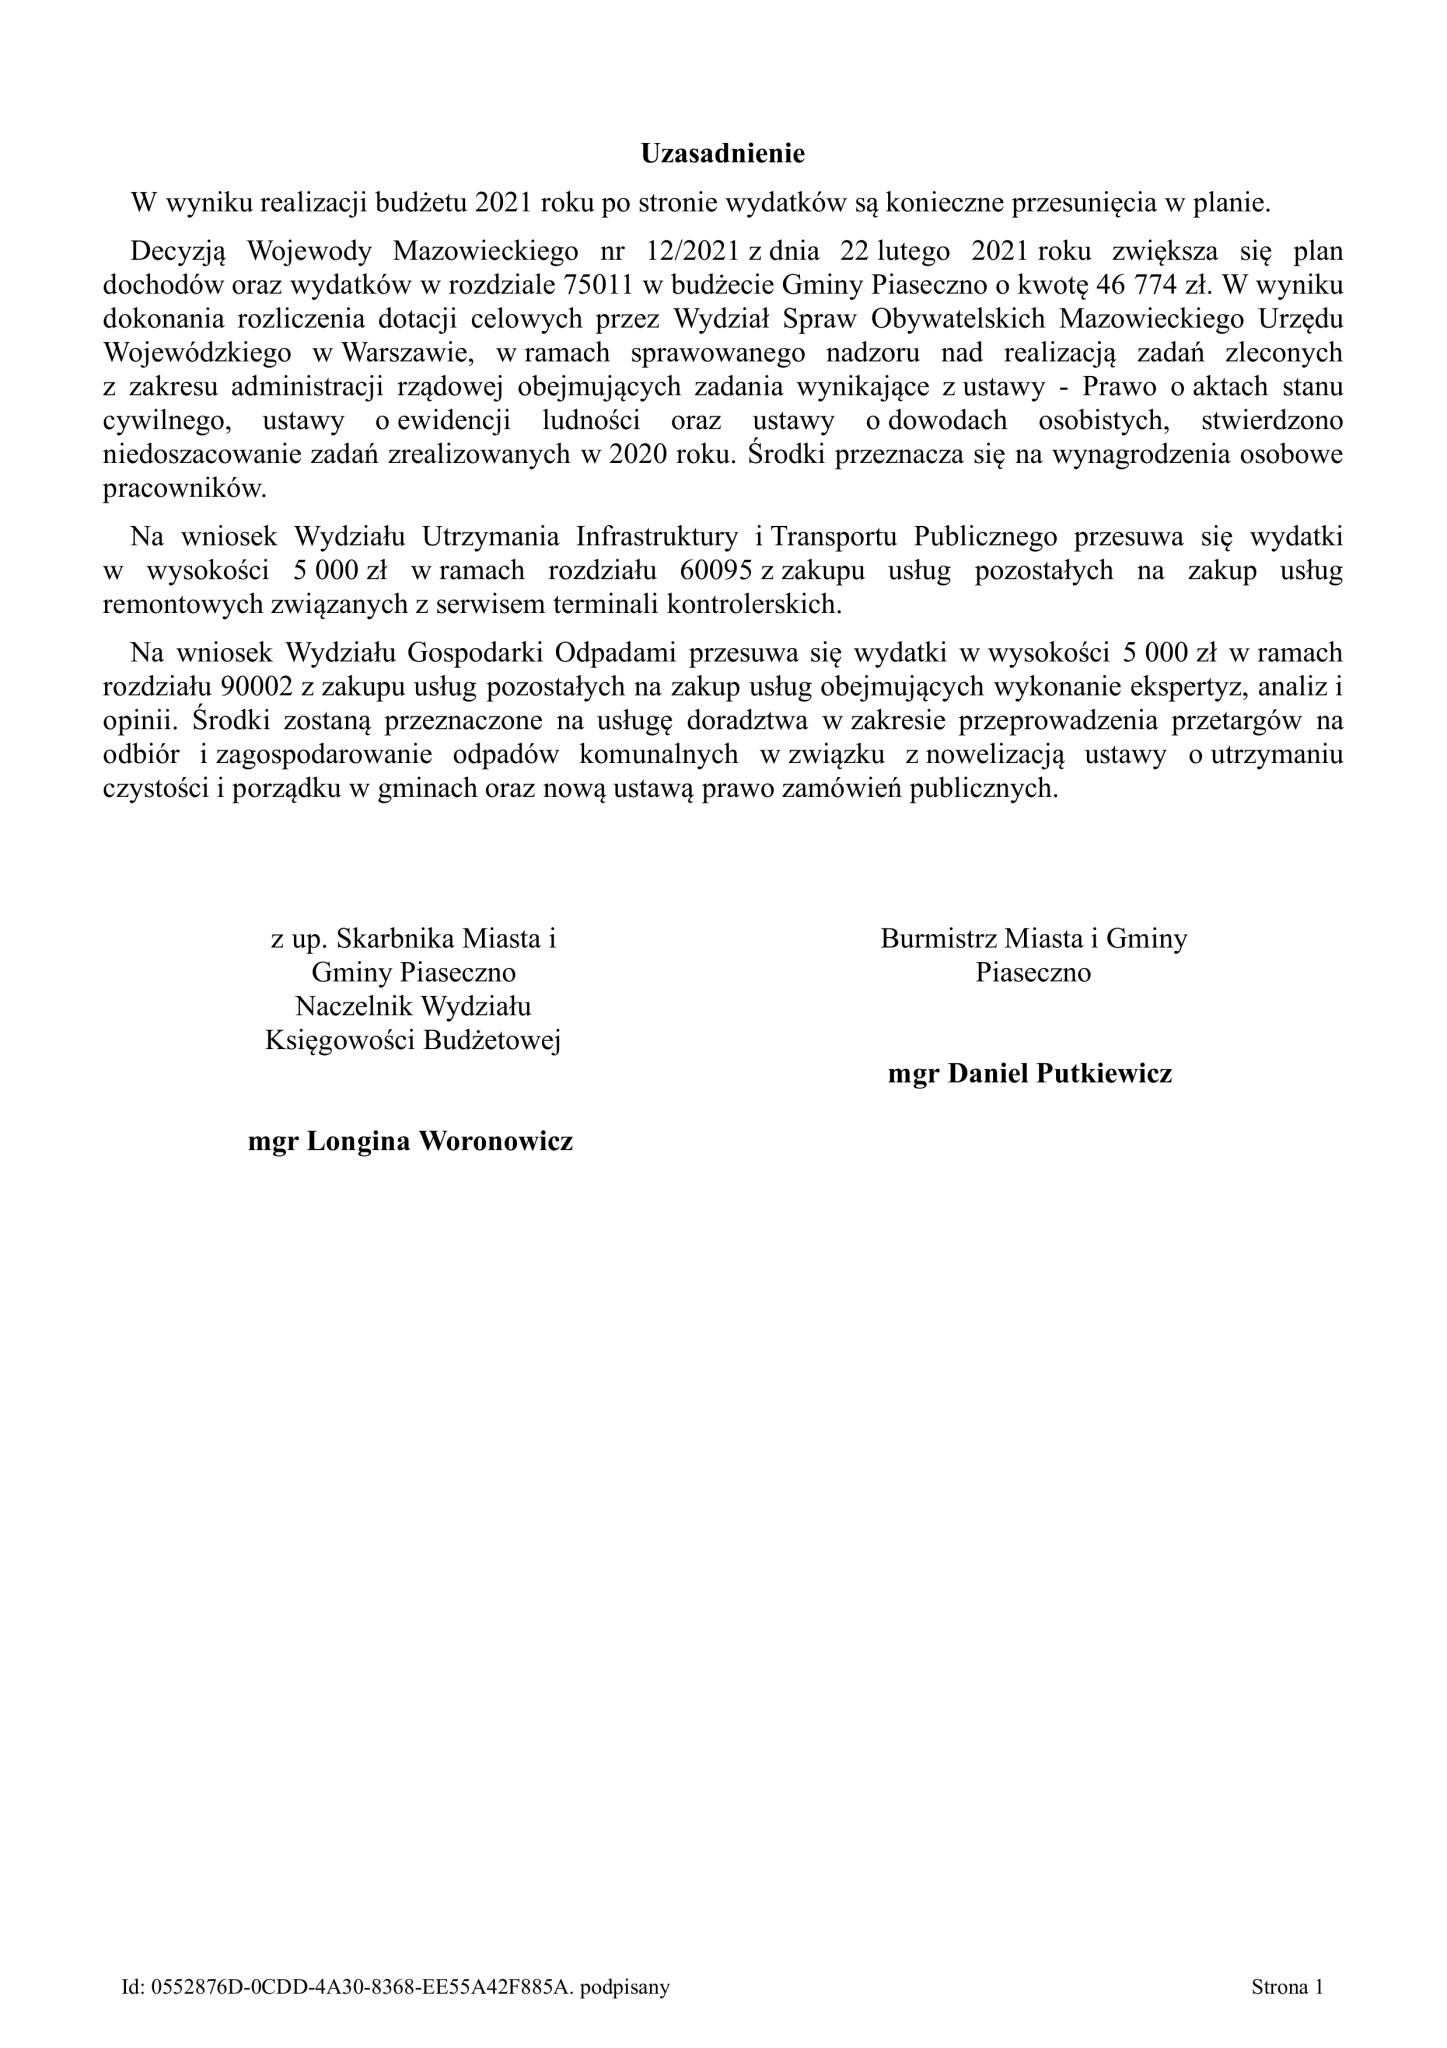 Uzasadnienie
W wyniku realizacji budżetu 2021 roku po stronie wydatków są konieczne przesunięcia w planie.
Decyzją Wojewody Mazowieckiego nr 12/2021 z dnia 22 lutego 2021 roku zwiększa się plan
dochodów oraz wydatków w rozdziale 75011 w budżecie Gminy Piaseczno o kwotę 46 774 zł. W wyniku
dokonania rozliczenia dotacji celowych przez Wydział Spraw Obywatelskich Mazowieckiego Urzędu
Wojewódzkiego w Warszawie, w ramach sprawowanego nadzoru nad realizacją zadań zleconych
z zakresu administracji rządowej obejmujących zadania wynikające z ustawy - Prawo o aktach stanu
cywilnego, ustawy o ewidencji ludności oraz ustawy o dowodach osobistych, stwierdzono
niedoszacowanie zadań zrealizowanych w 2020 roku. Środki przeznacza się na wynagrodzenia osobowe
pracowników.
Na wniosek Wydziału Utrzymania Infrastruktury i Transportu Publicznego przesuwa się wydatki
w wysokości 5 000 zł w ramach rozdziału 60095 z zakupu usług pozostałych na zakup usług
remontowych związanych z serwisem terminali kontrolerskich.
Na wniosek Wydziału Gospodarki Odpadami przesuwa się wydatki w wysokości 5 000 zł w ramach
rozdziału 90002 z zakupu usług pozostałych na zakup usług obejmujących wykonanie ekspertyz, analiz i
opinii. Środki zostaną przeznaczone na usługę doradztwa w zakresie przeprowadzenia przetargów na
odbiór i zagospodarowanie odpadów komunalnych w związku z nowelizacją ustawy o utrzymaniu
czystości i porządku w gminach oraz nową ustawą prawo zamówień publicznych.
z up. Skarbnika Miasta i
Gminy Piaseczno
Naczelnik Wydziału
Księgowości Budżetowej
mgr Longina Woronowicz
Burmistrz Miasta i Gminy
Piaseczno
mgr Daniel Putkiewicz
Id: 0552876D-0CDD-4A30-8368-EE55A42F885A. podpisany
Strona 1